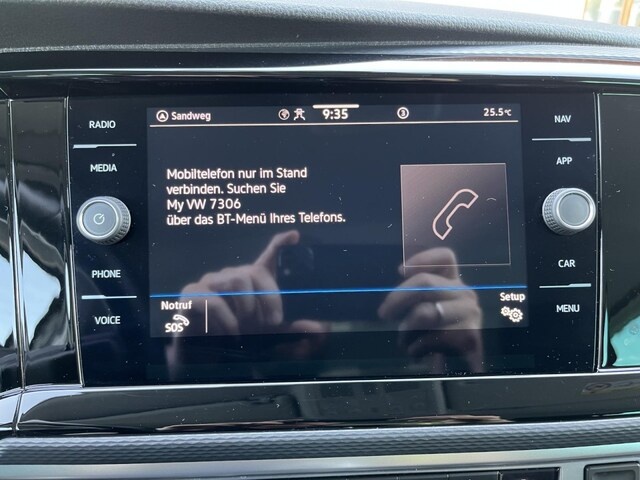 Sandweg 9:35 3 25.5°C
RADIO
MEDIA
PHONE
VOICE
Mobiltelefon nur im Stand
verbinden. Suchen Sie
My VW 7306
über das BT-Menü Ihres Telefons.
Notruf
SOS
Setup
NAV
APP
CAR
MENU